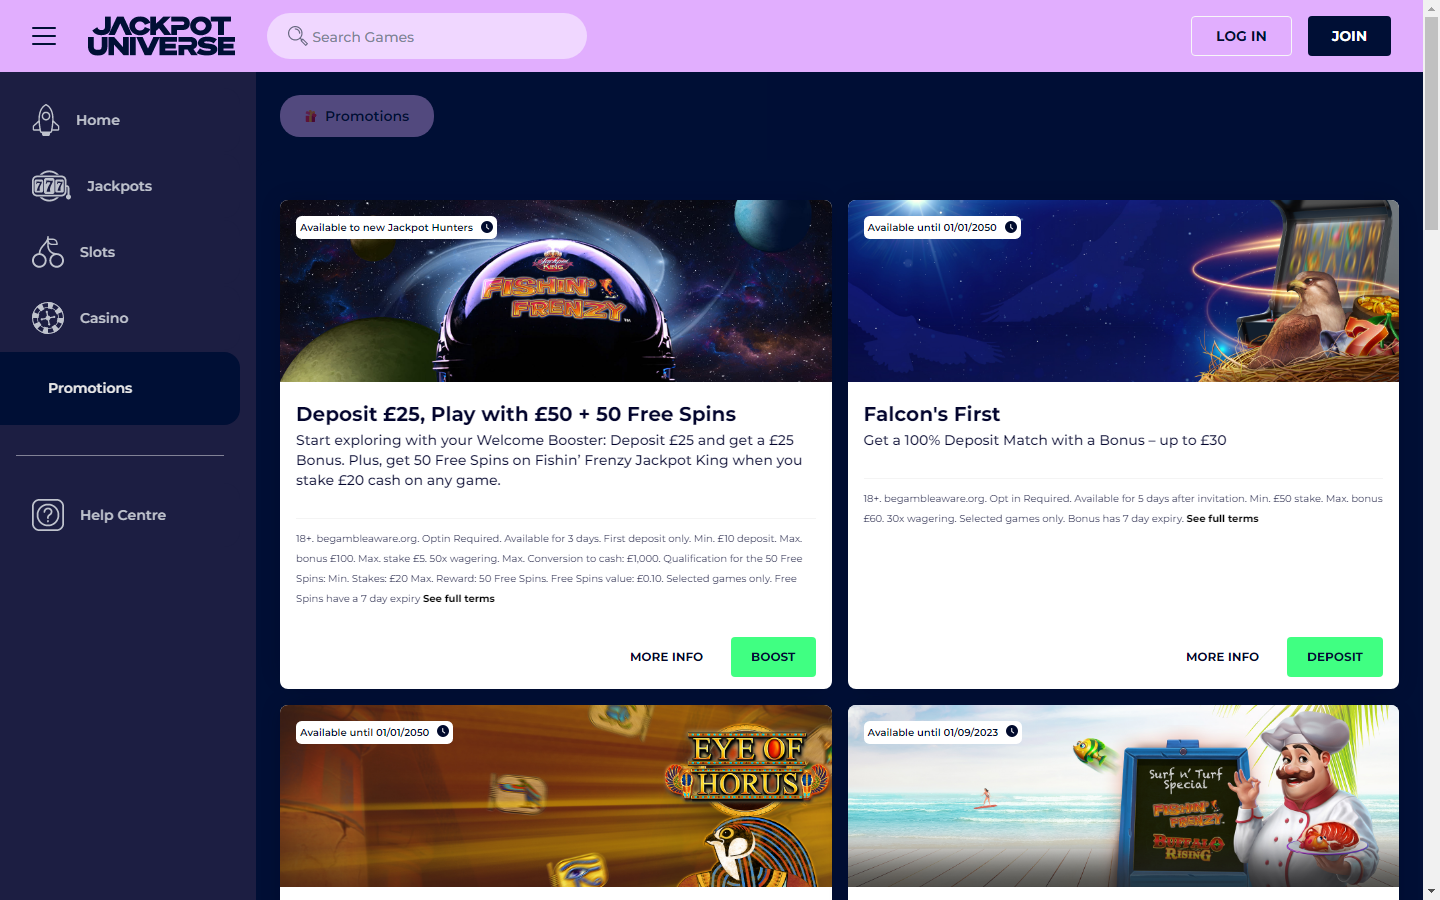 JACKPOT
UNIVERSE
Search Games
LOG IN
JOIN
Home
Jackpots
Slots
Casino
Promotions
Help Centre
Promotions
Available to new Jackpot Hunters
Jackpot
KING
FISHIN'
FRENZY
Deposit £25, Play with £50 + 50 Free Spins
Start exploring with your Welcome Booster: Deposit £25 and get a £25
Bonus. Plus, get 50 Free Spins on Fishin’ Frenzy Jackpot King when you
stake £20 cash on any game.
18+. begambleaware.org. Optin Required. Available for 3 days. First deposit only. Min. £10 deposit. Max.
bonus £100. Max. stake £5. 50x wagering. Max. Conversion to cash: £1,000. Qualification for the 50 Free
Spins: Min. Stakes: £20 Max. Reward: 50 Free Spins. Free Spins value: £0.10. Selected games only. Free
Spins have a 7 day expiry See full terms
MORE INFO
BOOST
Available until 01/01/2050
Falcon's First
Get a 100% Deposit Match with a Bonus – up to £30
18+. begambleaware.org. Opt in Required. Available for 5 days after invitation. Min. £50 stake. Max. bonus
£60. 30x wagering. Selected games only. Bonus has 7 day expiry. See full terms
MORE INFO
DEPOSIT
Available until 01/01/2050
EYE OF
HORUS
Available until 01/09/2023
Surf n' Turf
Special
FISHIN'
FRENZY
BUFFALO
RISING